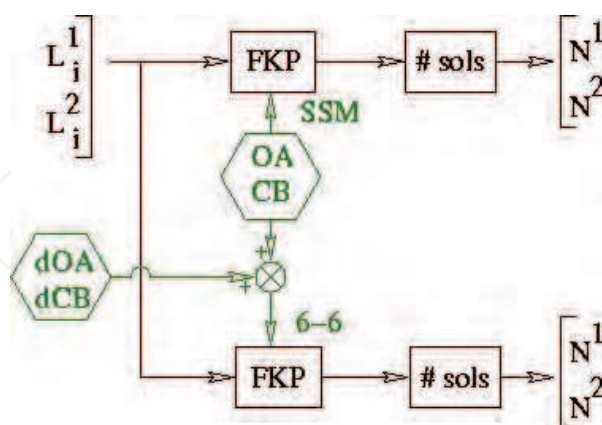 L 1 i
L 2 i
FKP
# sols
N 1
N 2
SSM
OA
CB
+
dOA
dCB
+
6–6
FKP
# sols
N 1
N 2